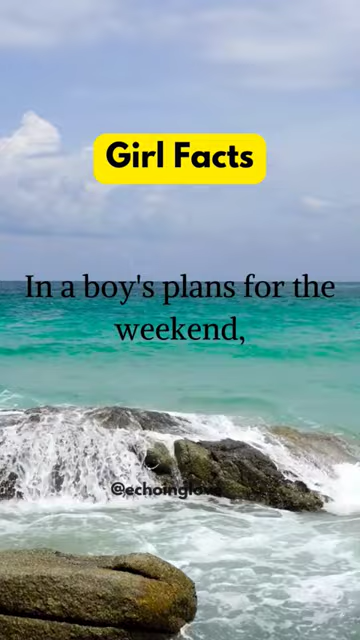 Girl Facts
In a boy's plans for the
weekend,